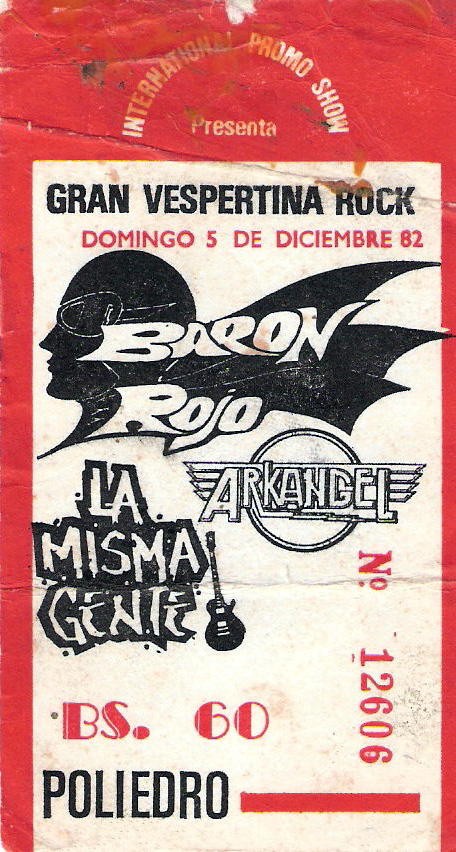 INTERNATIONAL PROMO SHOW
Presenta
GRAN VESPERTINA ROCK
DOMINGO 5 DE DICIEMBRE 82
BARON
ROJO
ARKANGEL
LA
MISMA
GENTE
Nº 12606
BS. 60
POLIEDRO